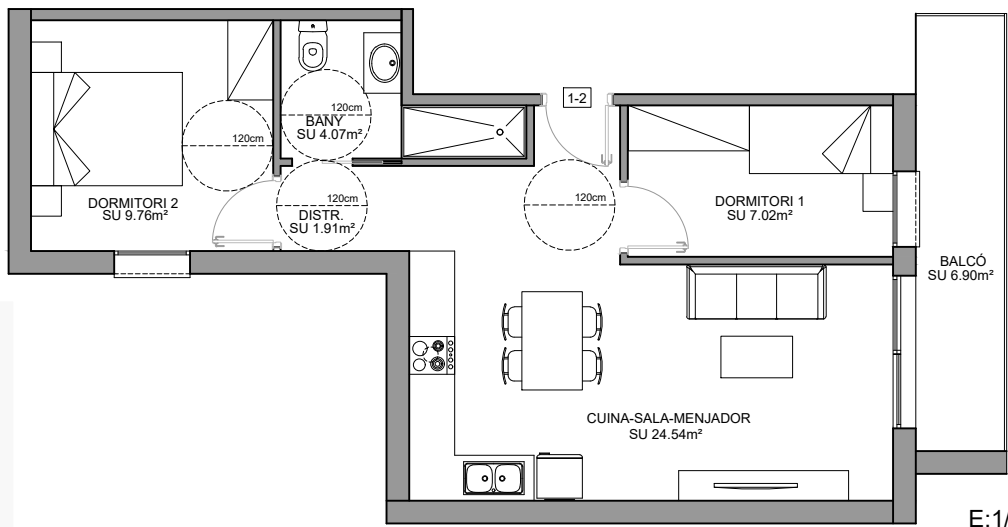 1-2
120cm
BANY
SU 4.07m²
120cm
DORMITORI 2
SU 9.76m²
120cm
DISTR.
SU 1.91m²
120cm
DORMITORI 1
SU 7.02m²
BALCÓ
SU 6.90m²
CUINA-SALA-MENJADOR
SU 24.54m²
E:1/